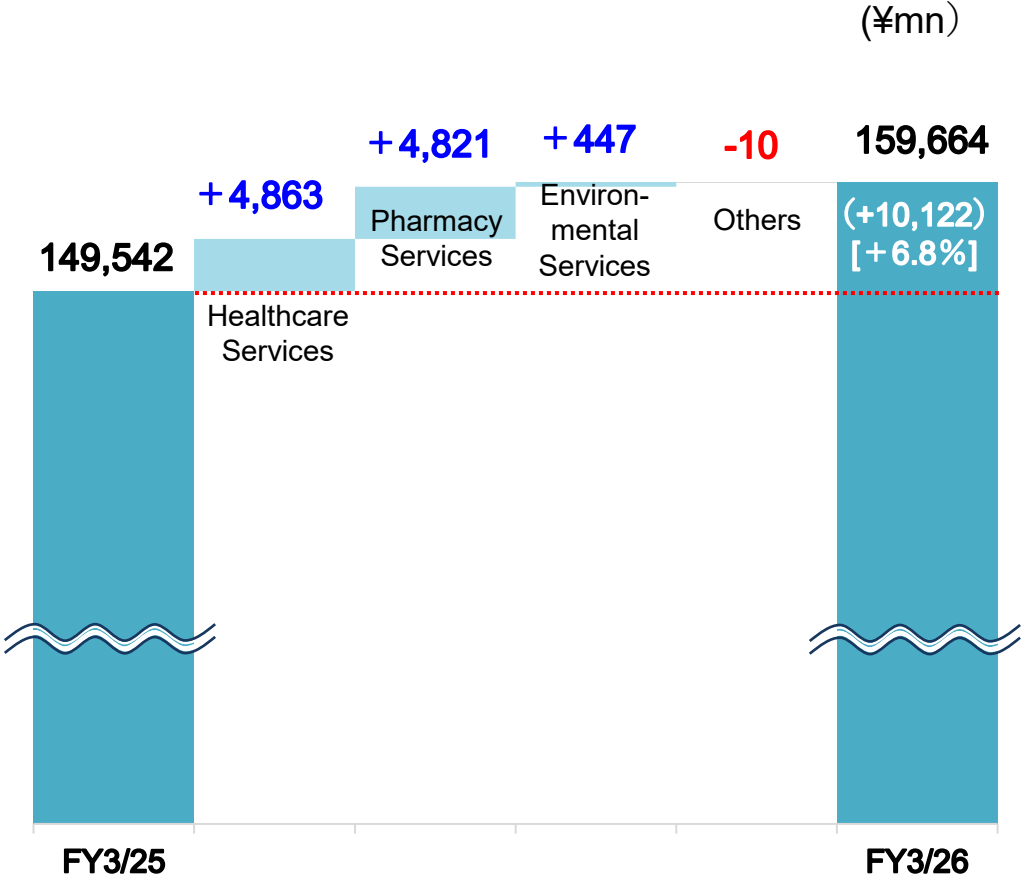 (¥mn）
＋4,863
＋4,821
＋447
-10
159,664
149,542
Healthcare
Services
Pharmacy
Services
Environ-
mental
Services
Others
（+10,122）
[＋6.8％]
FY3/25
FY3/26